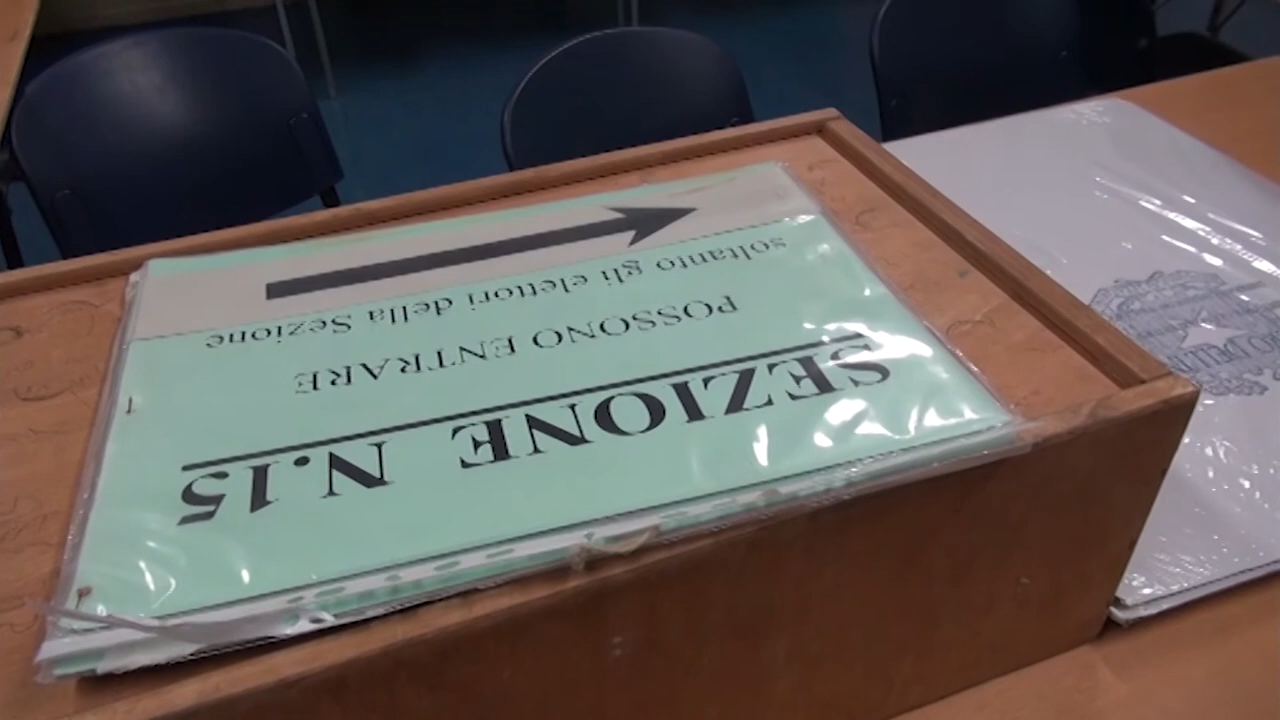 SEZIONE N.15
POSSONO ENTRARE
soltanto gli elettori della Sezione